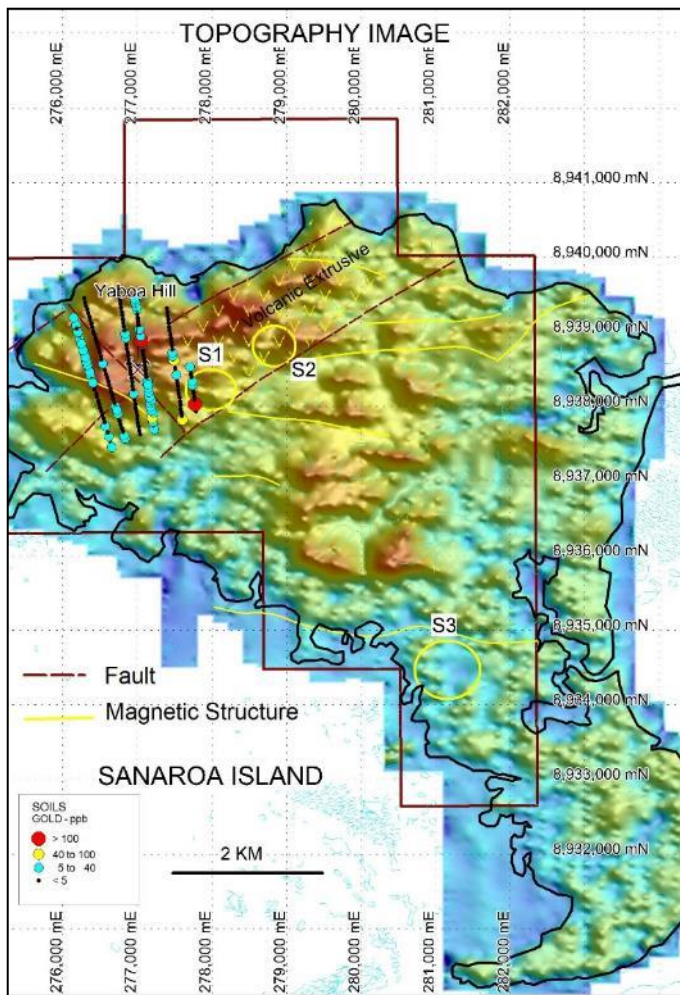 TOPOGRAPHY IMAGE
276,000 mE
277,000 mE
278,000 mE
279,000 mE
280,000 mE
281,000 mE
282,000 mE
8,941,000 mN
8,940,000 mN
Volcanic Extrusive
Yaboa Hill
8,939,000 mN
S1
S2
8,938,000 mN
8,937,000 mN
8,936,000 mN
8,935,000 mN
S3
Fault
8,934,000 mN
Magnetic Structure
SANAROA ISLAND
8,933,000 mN
SOILS
GOLD - ppb
> 100
40 to 100
5 to 40
< 5
2 KM
8,932,000 mN
276,000 mE
277,000 mE
278,000 mE
279,000 mE
280,000 mE
281,000 mE
282,000 mE